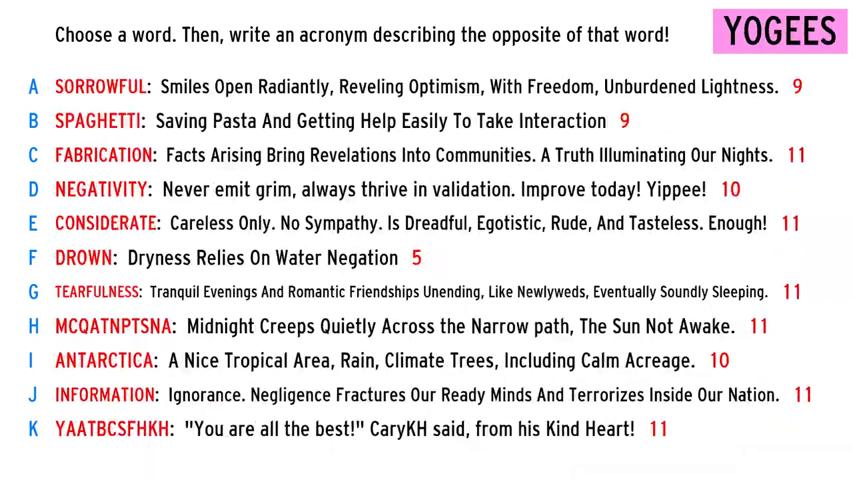 Choose a word. Then, write an acronym describing the opposite of that word!
YOGEES
A SORROWFUL: Smiles Open Radiantly, Reveling Optimism, With Freedom, Unburdened Lightness. 9
B SPAGHETTI: Saving Pasta And Getting Help Easily To Take Interaction 9
C FABRICATION: Facts Arising Bring Revelations Into Communities. A Truth Illuminating Our Nights. 11
D NEGATIVITY: Never emit grim, always thrive in validation. Improve today! Yippee! 10
E CONSIDERATE: Careless Only. No Sympathy. Is Dreadful, Egotistic, Rude, And Tasteless. Enough! 11
F DROWN: Dryness Relies On Water Negation 5
G TEARFULNESS: Tranquil Evenings And Romantic Friendships Unending, Like Newlyweds, Eventually Soundly Sleeping. 11
H MCQATNPTSNA: Midnight Creeps Quietly Across the Narrow path, The Sun Not Awake. 11
I ANTARCTICA: A Nice Tropical Area, Rain, Climate Trees, Including Calm Acreage. 10
J INFORMATION: Ignorance. Negligence Fractures Our Ready Minds And Terrorizes Inside Our Nation. 11
K YAATBCSFHKH: "You are all the best!" CaryKH said, from his Kind Heart! 11